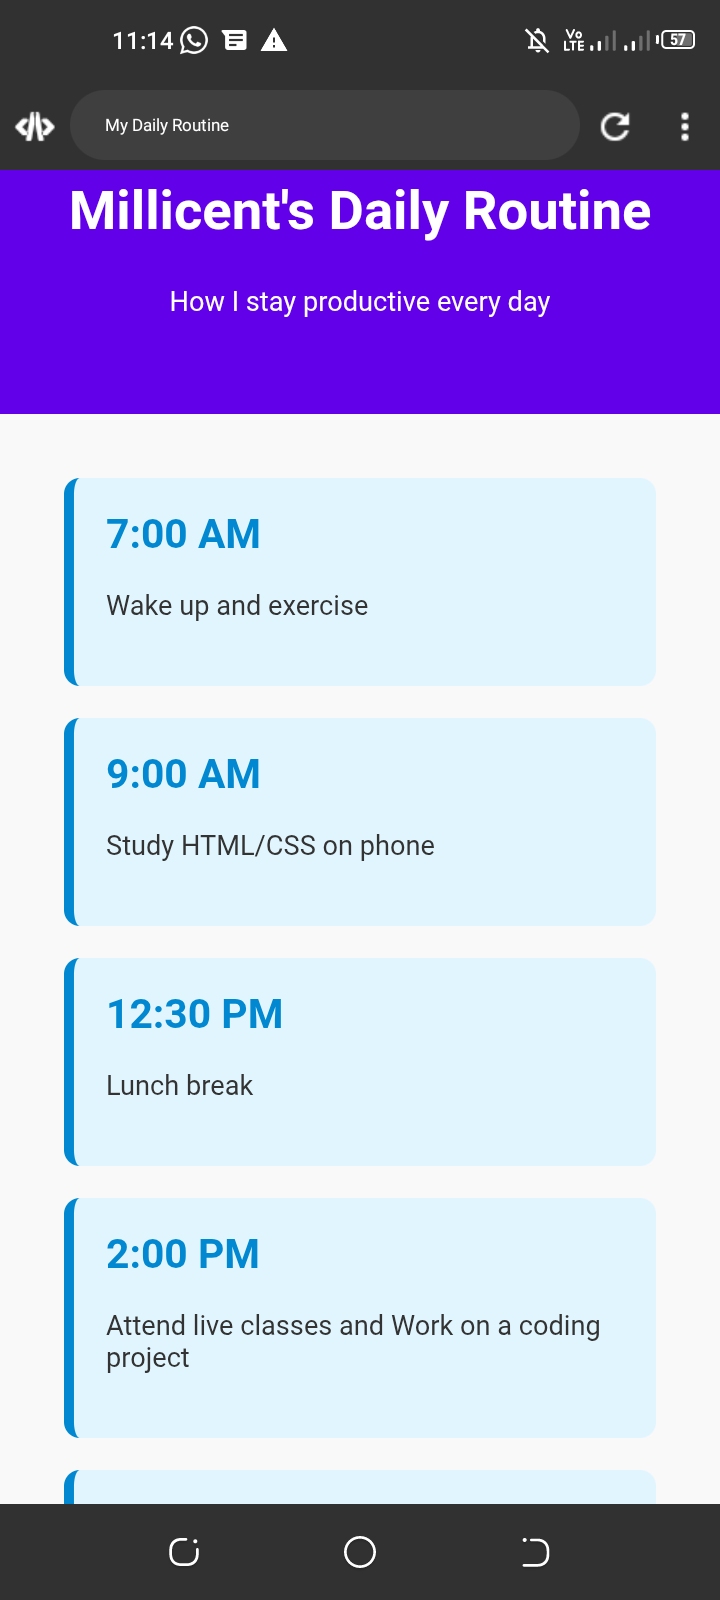 11:14
Vo
LTE
57
My Daily Routine
Millicent's Daily Routine
How I stay productive every day
7:00 AM
Wake up and exercise
9:00 AM
Study HTML/CSS on phone
12:30 PM
Lunch break
2:00 PM
Attend live classes and Work on a coding
project